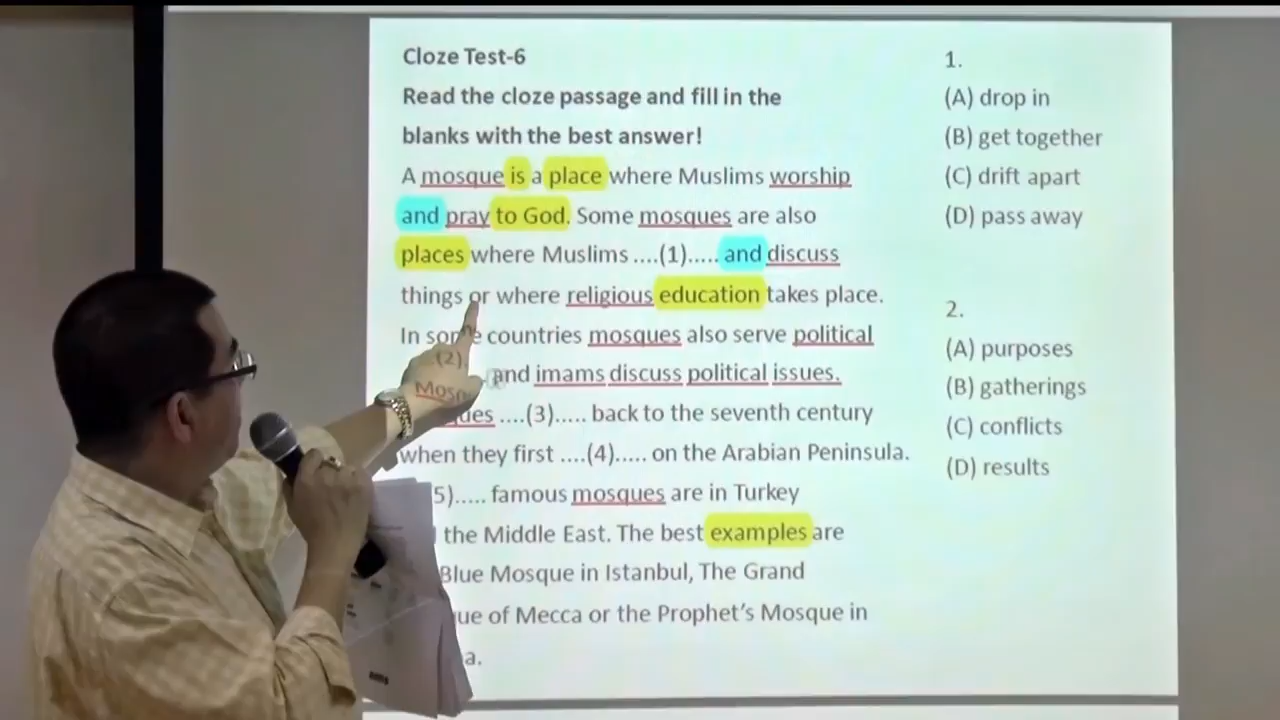 Cloze Test-6
Read the cloze passage and fill in the
blanks with the best answer!
A mosque is a place where Muslims worship
and pray to God. Some mosques are also
places where Muslims ....(1)..... and discuss
things or where religious education takes place.
In some countries mosques also serve political
(2). and imams discuss political issues.
ques ....(3)..... back to the seventh century
when they first ....(4)..... on the Arabian Peninsula.
5)..... famous mosques are in Turkey
the Middle East. The best examples are
Blue Mosque in Istanbul, The Grand
ue of Mecca or the Prophet's Mosque in
a.
1.
(A) drop in
(B) get together
(C) drift apart
(D) pass away
2.
(A) purposes
(B) gatherings
(C) conflicts
(D) results